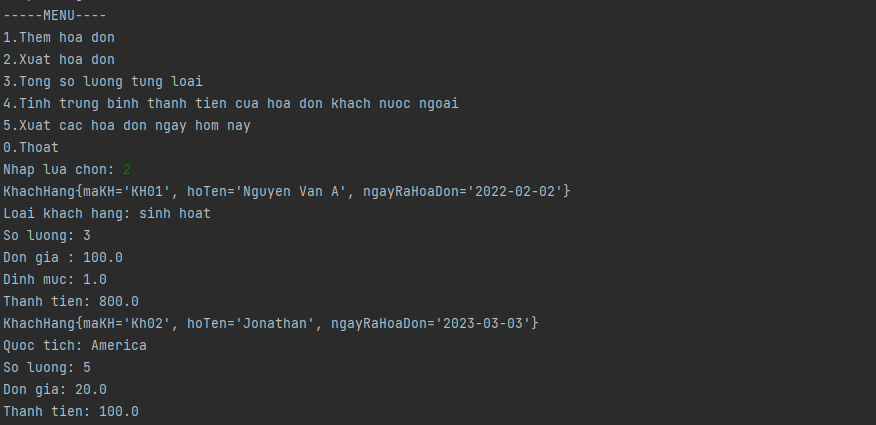 -----MENU----
1.Them hoa don
2.Xuat hoa don
3.Tong so luong tung loai
4.Tinh trung binh thanh tien cua hoa don khach nuoc ngoai
5.Xuat cac hoa don ngay hom nay
0.Thoat
Nhap lua chon: 2
KhachHang{maKH='KH01', hoTen='Nguyen Van A', ngayRaHoaDon='2022-02-02'}
Loai khach hang: sinh hoat
So luong: 3
Don gia : 100.0
Dinh muc: 1.0
Thanh tien: 800.0
KhachHang{maKH='Kh02', hoTen='Jonathan', ngayRaHoaDon='2023-03-03'}
Quoc tich: America
So luong: 5
Don gia: 20.0
Thanh tien: 100.0